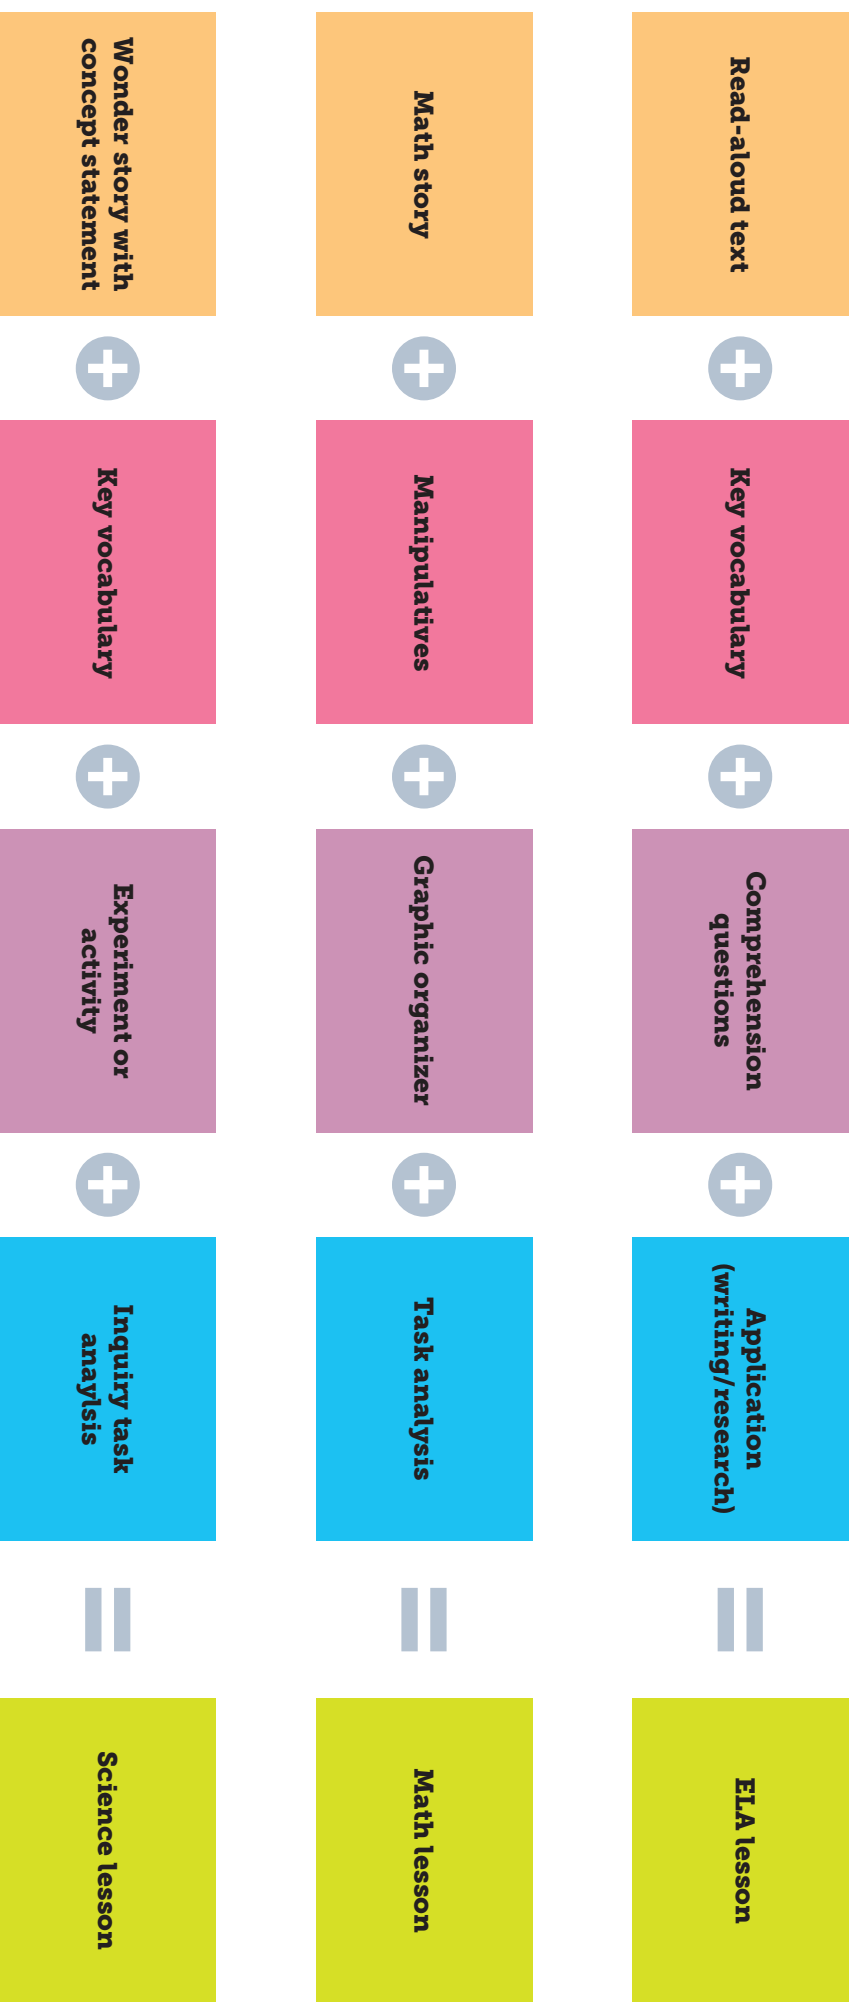 Read-aloud text
Key vocabulary
Comprehension
questions
Application
(writing/research)
ELA lesson
Math story
Manipulatives
Graphic organizer
Task analysis
Math lesson
Wonder story with
concept statement
Key vocabulary
Experiment or
activity
Inquiry task
anaylsis
Science lesson